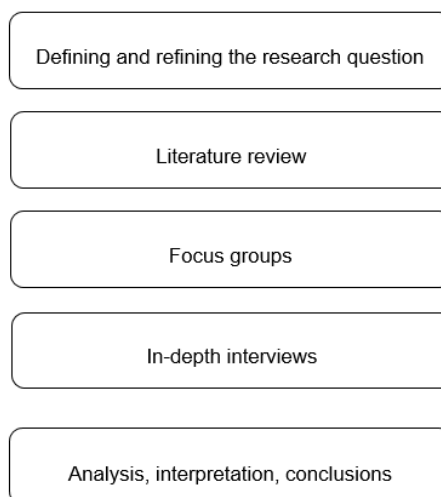 Defining and refining the research question
Literature review
Focus groups
In-depth interviews
Analysis, interpretation, conclusions